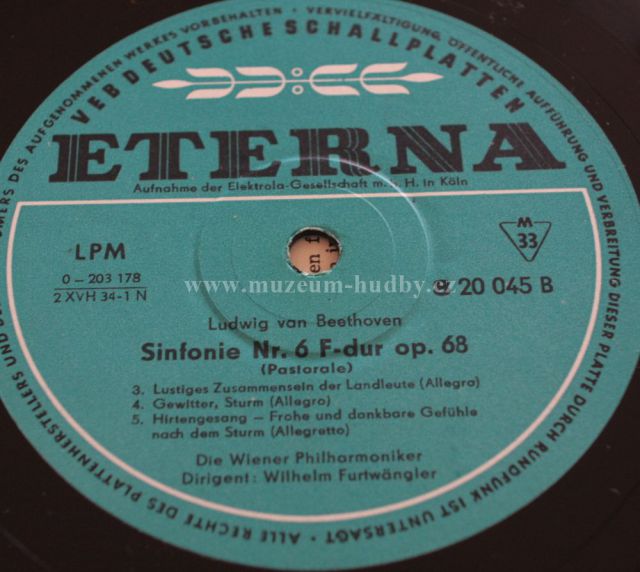 OMERS DES AUFGENOMMENEN WERKES VORBEHALTEN · VERVIELFÄLTIGUNG, ÖFFENTLICHE AUFFÜHRUNG UND VERBREITUNG DIESER PLATTE DURCH RUNDFUNK IST UNTERSAGT · ALLE RECHTE DES PLATTENHERSTELLERS UND DE
VEB DEUTSCHE SCHALLPLATTEN
ETERNA
Aufnahme der Elektrola-Gesellschaft m. H. in Köln
LPM
M
33
0 – 203 178
2 XVH 34-1 N
20 045 B
www.muzeum-hudby.cz
Ludwig van Beethoven
Sinfonie Nr. 6 F-dur op. 68
(Pastorale)
3. Lustiges Zusammensein der Landleute (Allegro)
4. Gewitter, Sturm (Allegro)
5. Hirtengesang – Frohe und dankbare Gefühle
nach dem Sturm (Allegretto)
Die Wiener Philharmoniker
Dirigent: Wilhelm Furtwängler